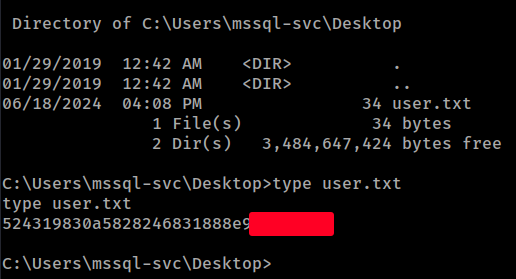 Directory of C:\Users\mssql-svc\Desktop
01/29/2019  12:42 AM    <DIR>          .
01/29/2019  12:42 AM    <DIR>          ..
06/18/2024  04:08 PM                34 user.txt
               1 File(s)             34 bytes
               2 Dir(s)   3,484,647,424 bytes free
C:\Users\mssql-svc\Desktop>type user.txt
type user.txt
524319830a5828246831888e9
C:\Users\mssql-svc\Desktop>